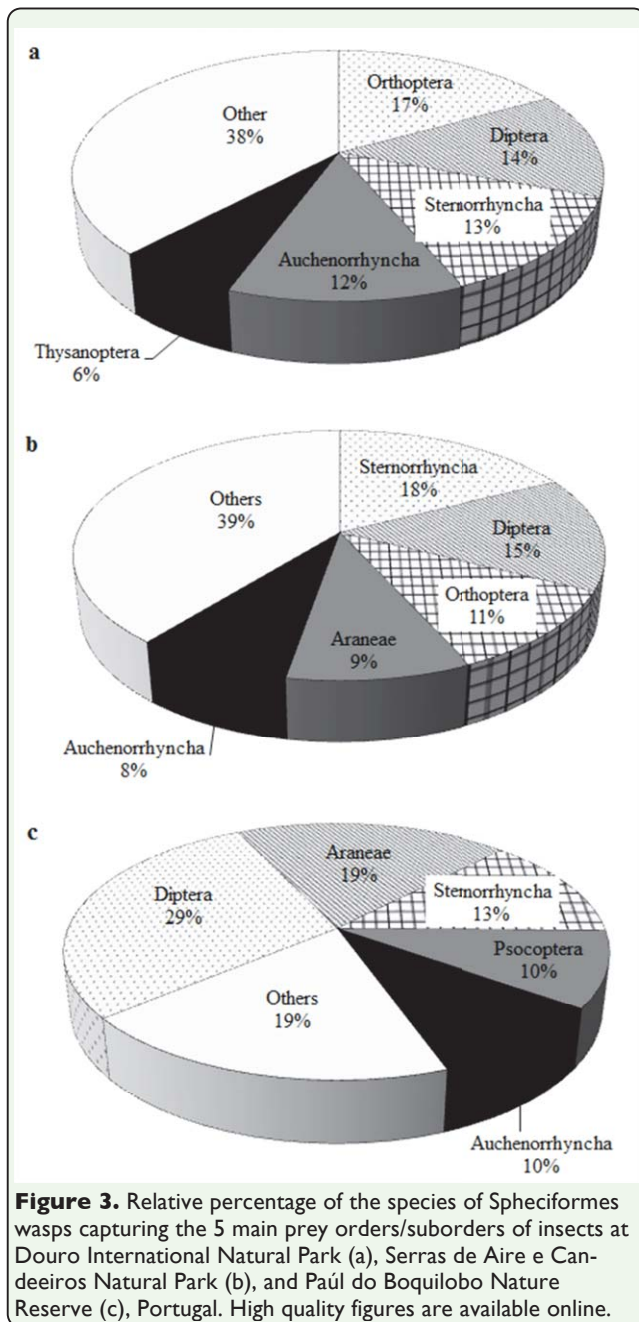 a
Orthoptera
17%
Other
38%
Diptera
14%
Sternorrhyncha
13%
Auchenorrhyncha
12%
Thysanoptera
6%
b
Sternorrhyncha
18%
Others
39%
Diptera
15%
Orthoptera
11%
Araneae
9%
Auchenorrhyncha
8%
c
Araneae
19%
Diptera
29%
Sternorrhyncha
13%
Psocoptera
10%
Others
19%
Auchenorrhyncha
10%
Figure 3. Relative percentage of the species of Spheciformes
wasps capturing the 5 main prey orders/suborders of insects at
Douro International Natural Park (a), Serras de Aire e Can-
deeiros Natural Park (b), and Paúl do Boquilobo Nature
Reserve (c), Portugal. High quality figures are available online.